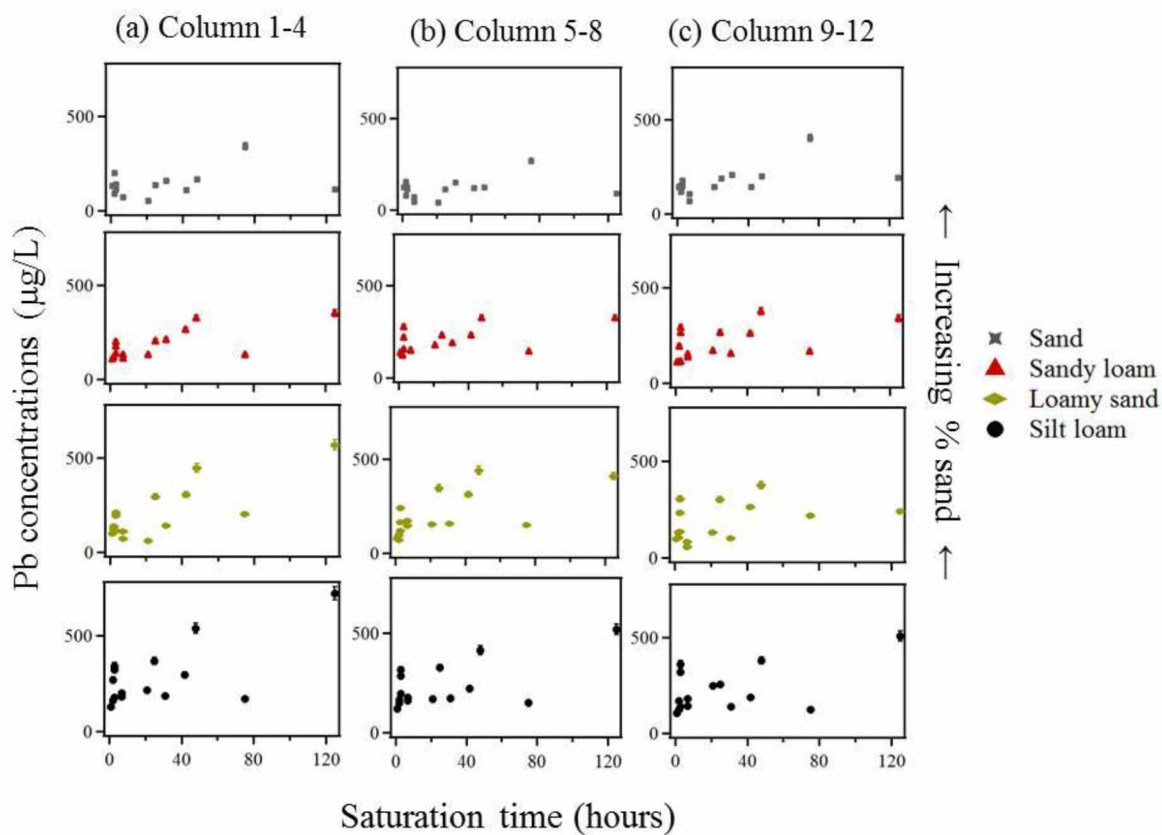 (a) Column 1-4
(b) Column 5-8
(c) Column 9-12
Pb concentrations (µg/L)
500
0
500
0
500
0
500
0
500
0
500
0
500
0
500
0
500
0
500
0
500
0
500
0
0 40 80 120
0 40 80 120
0 40 80 120
Saturation time (hours)
← Increasing % sand ←
Sand
Sandy loam
Loamy sand
Silt loam